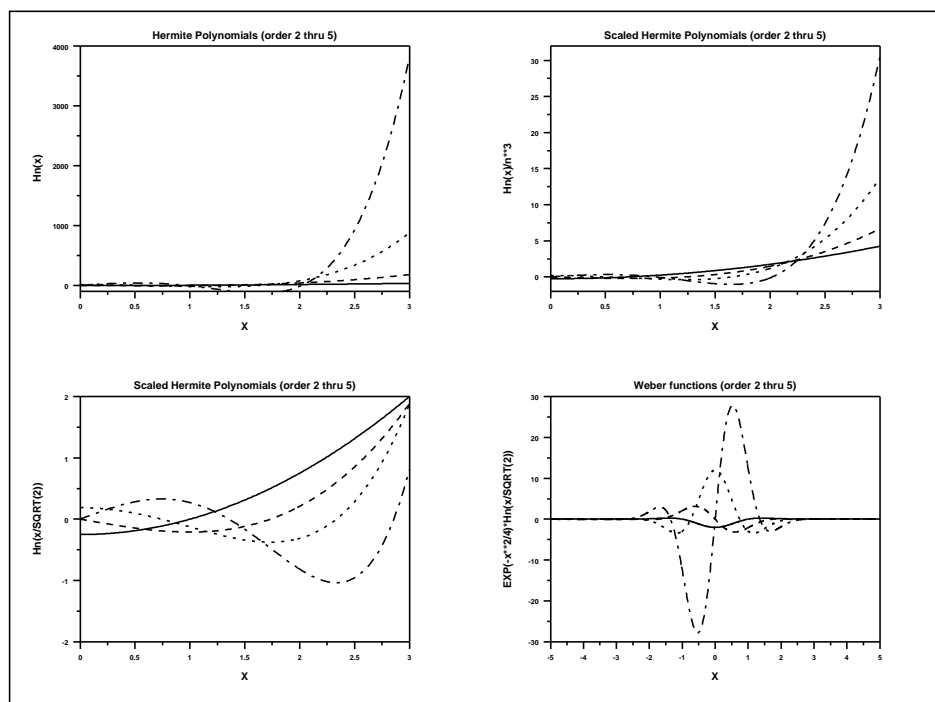 Hermite Polynomials (order 2 thru 5)
4000
3000
2000
1000
0
Hn(x)
0 0.5 1 1.5 2 2.5 3
X
Scaled Hermite Polynomials (order 2 thru 5)
30
25
20
15
10
5
0
Hn(x)/n**3
0 0.5 1 1.5 2 2.5 3
X
Scaled Hermite Polynomials (order 2 thru 5)
2
1
0
-1
-2
Hn(x/SQRT(2))
0 0.5 1 1.5 2 2.5 3
X
Weber functions (order 2 thru 5)
30
20
10
0
-10
-20
-30
EXP(-x**2/4)*Hn(x/SQRT(2))
-5 -4 -3 -2 -1 0 1 2 3 4 5
X